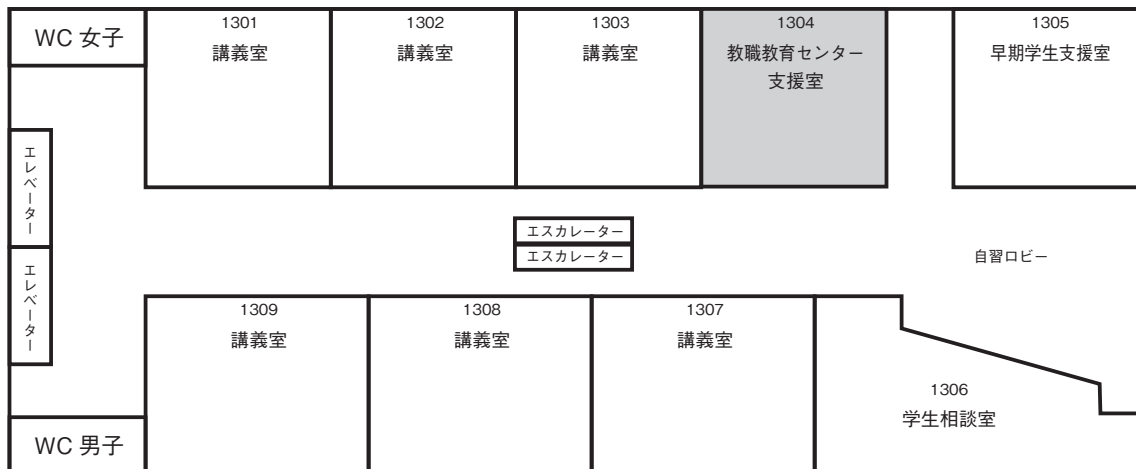 WC 女子
1301
講義室
1302
講義室
1303
講義室
1304
教職教育センター
支援室
1305
早期学生支援室
エレベーター
エレベーター
エスカレーター
エスカレーター
自習ロビー
1309
講義室
1308
講義室
1307
講義室
1306
学生相談室
WC 男子